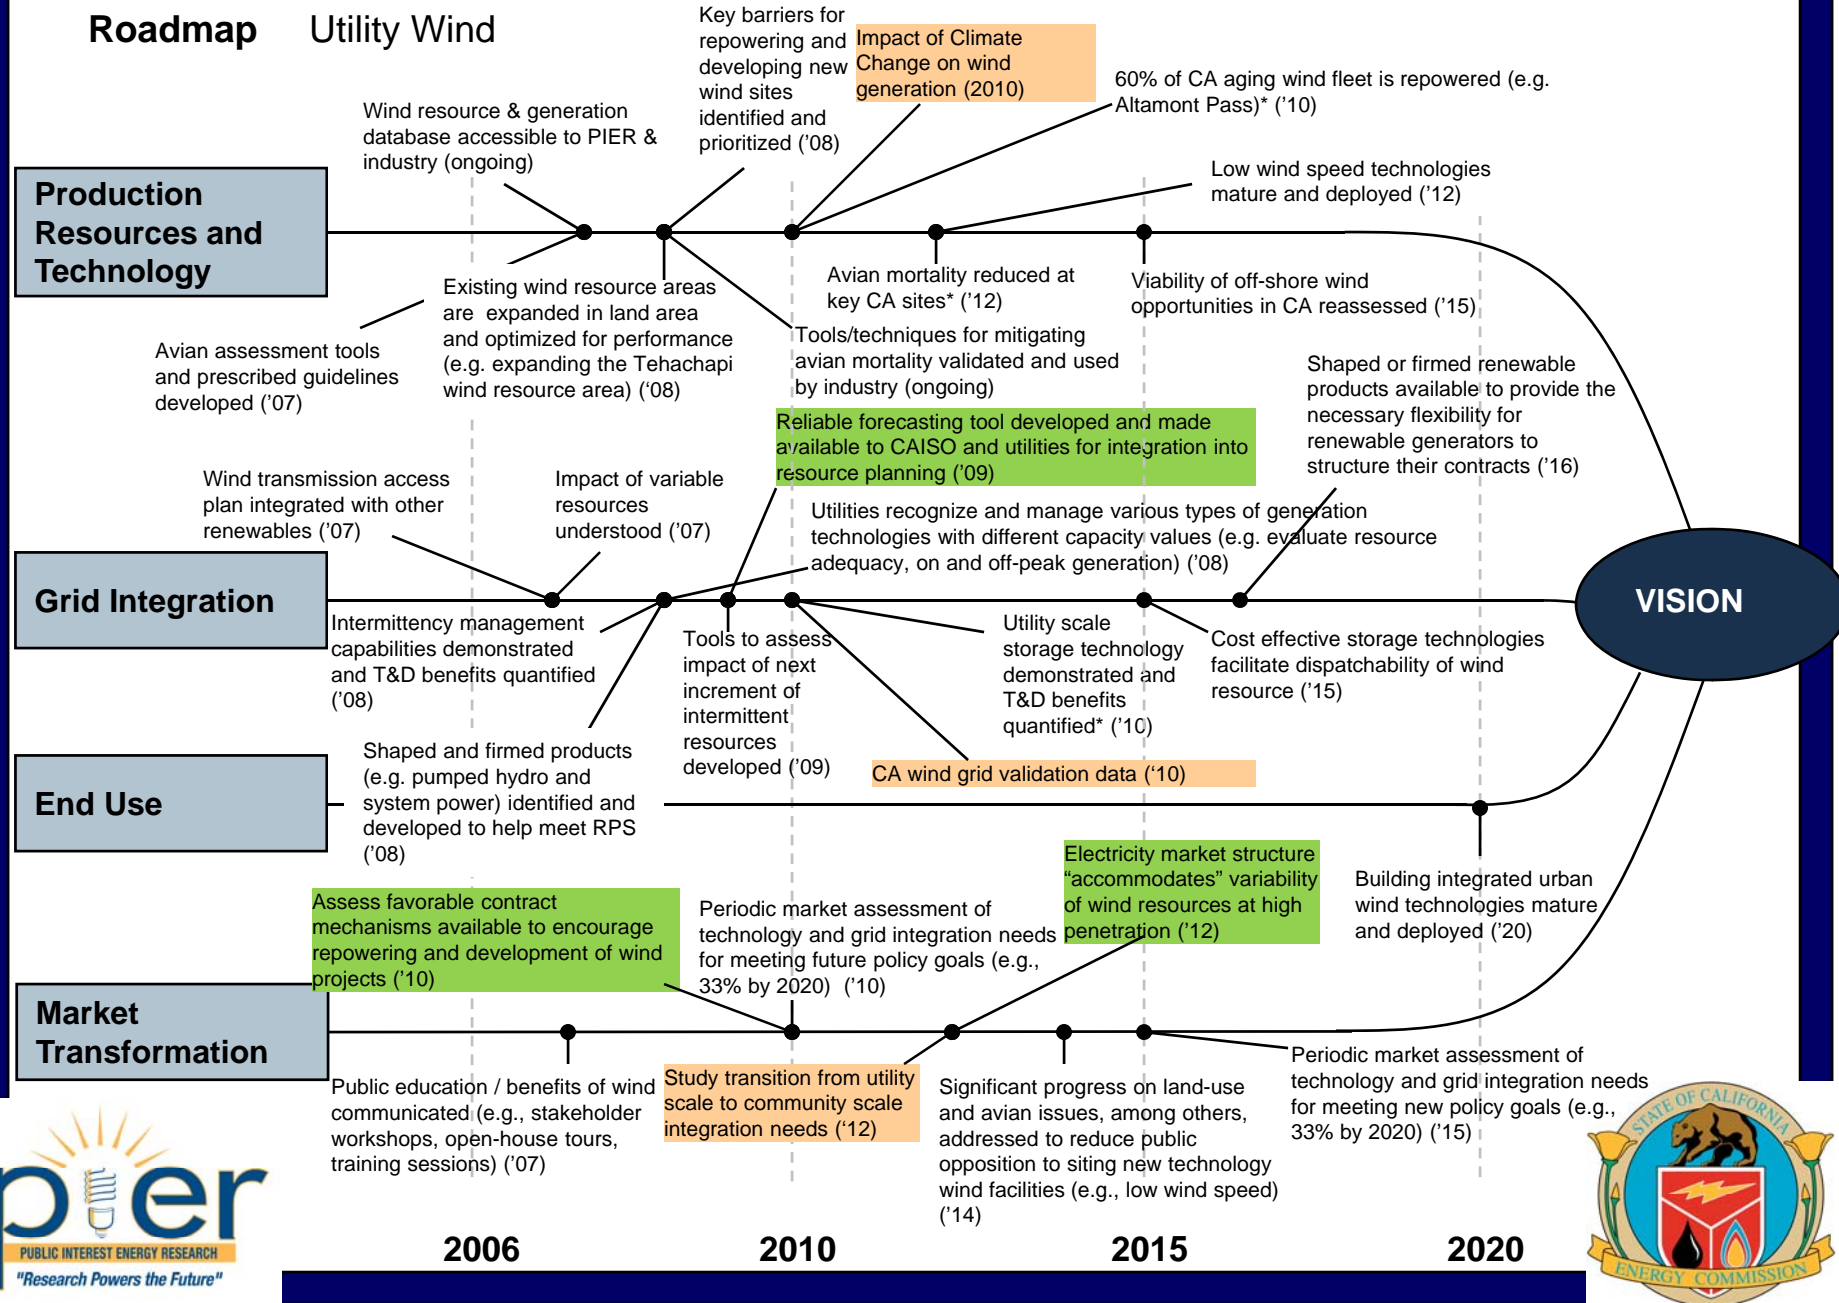 Roadmap Utility Wind
Key barriers for
repowering and
developing new
wind sites
identified and
prioritized (’08)
Impact of Climate
Change on wind
generation (2010)
60% of CA aging wind fleet is repowered (e.g.
Altamont Pass)* (’10)
Wind resource & generation
database accessible to PIER &
industry (ongoing)
Low wind speed technologies
mature and deployed (’12)
Production
Resources and
Technology
Avian assessment tools
and prescribed guidelines
developed (’07)
Existing wind resource areas
are expanded in land area
and optimized for performance
(e.g. expanding the Tehachapi
wind resource area) (‘08)
Avian mortality reduced at
key CA sites* (’12)
Tools/techniques for mitigating
avian mortality validated and used
by industry (ongoing)
Viability of off-shore wind
opportunities in CA reassessed (’15)
Shaped or firmed renewable
products available to provide the
necessary flexibility for
renewable generators to
structure their contracts (’16)
Reliable forecasting tool developed and made
available to CAISO and utilities for integration into
resource planning (’09)
Wind transmission access
plan integrated with other
renewables (’07)
Impact of variable
resources
understood (’07)
Utilities recognize and manage various types of generation
technologies with different capacity values (e.g. evaluate resource
adequacy, on and off-peak generation) (’08)
Grid Integration
VISION
Intermittency management
capabilities demonstrated
and T&D benefits quantified
(’08)
Tools to assess
impact of next
increment of
intermittent
resources
developed (’09)
Utility scale
storage technology
demonstrated and
T&D benefits
quantified* (’10)
Cost effective storage technologies
facilitate dispatchability of wind
resource (’15)
Shaped and firmed products
(e.g. pumped hydro and
system power) identified and
developed to help meet RPS
(’08)
CA wind grid validation data (‘10)
End Use
Electricity market structure
“accommodates” variability
of wind resources at high
penetration (’12)
Building integrated urban
wind technologies mature
and deployed (’20)
Assess favorable contract
mechanisms available to encourage
repowering and development of wind
projects (’10)
Periodic market assessment of
technology and grid integration needs
for meeting future policy goals (e.g.,
33% by 2020) (’10)
Market
Transformation
Public education / benefits of wind
communicated (e.g., stakeholder
workshops, open-house tours,
training sessions) (’07)
Study transition from utility
scale to community scale
integration needs (‘12)
Significant progress on land-use
and avian issues, among others,
addressed to reduce public
opposition to siting new technology
wind facilities (e.g., low wind speed)
(’14)
Periodic market assessment of
technology and grid integration needs
for meeting new policy goals (e.g.,
33% by 2020) (’15)
pier
PUBLIC INTEREST ENERGY RESEARCH
"Research Powers the Future"
2006 2010 2015 2020
STATE OF CALIFORNIA
ENERGY COMMISSION